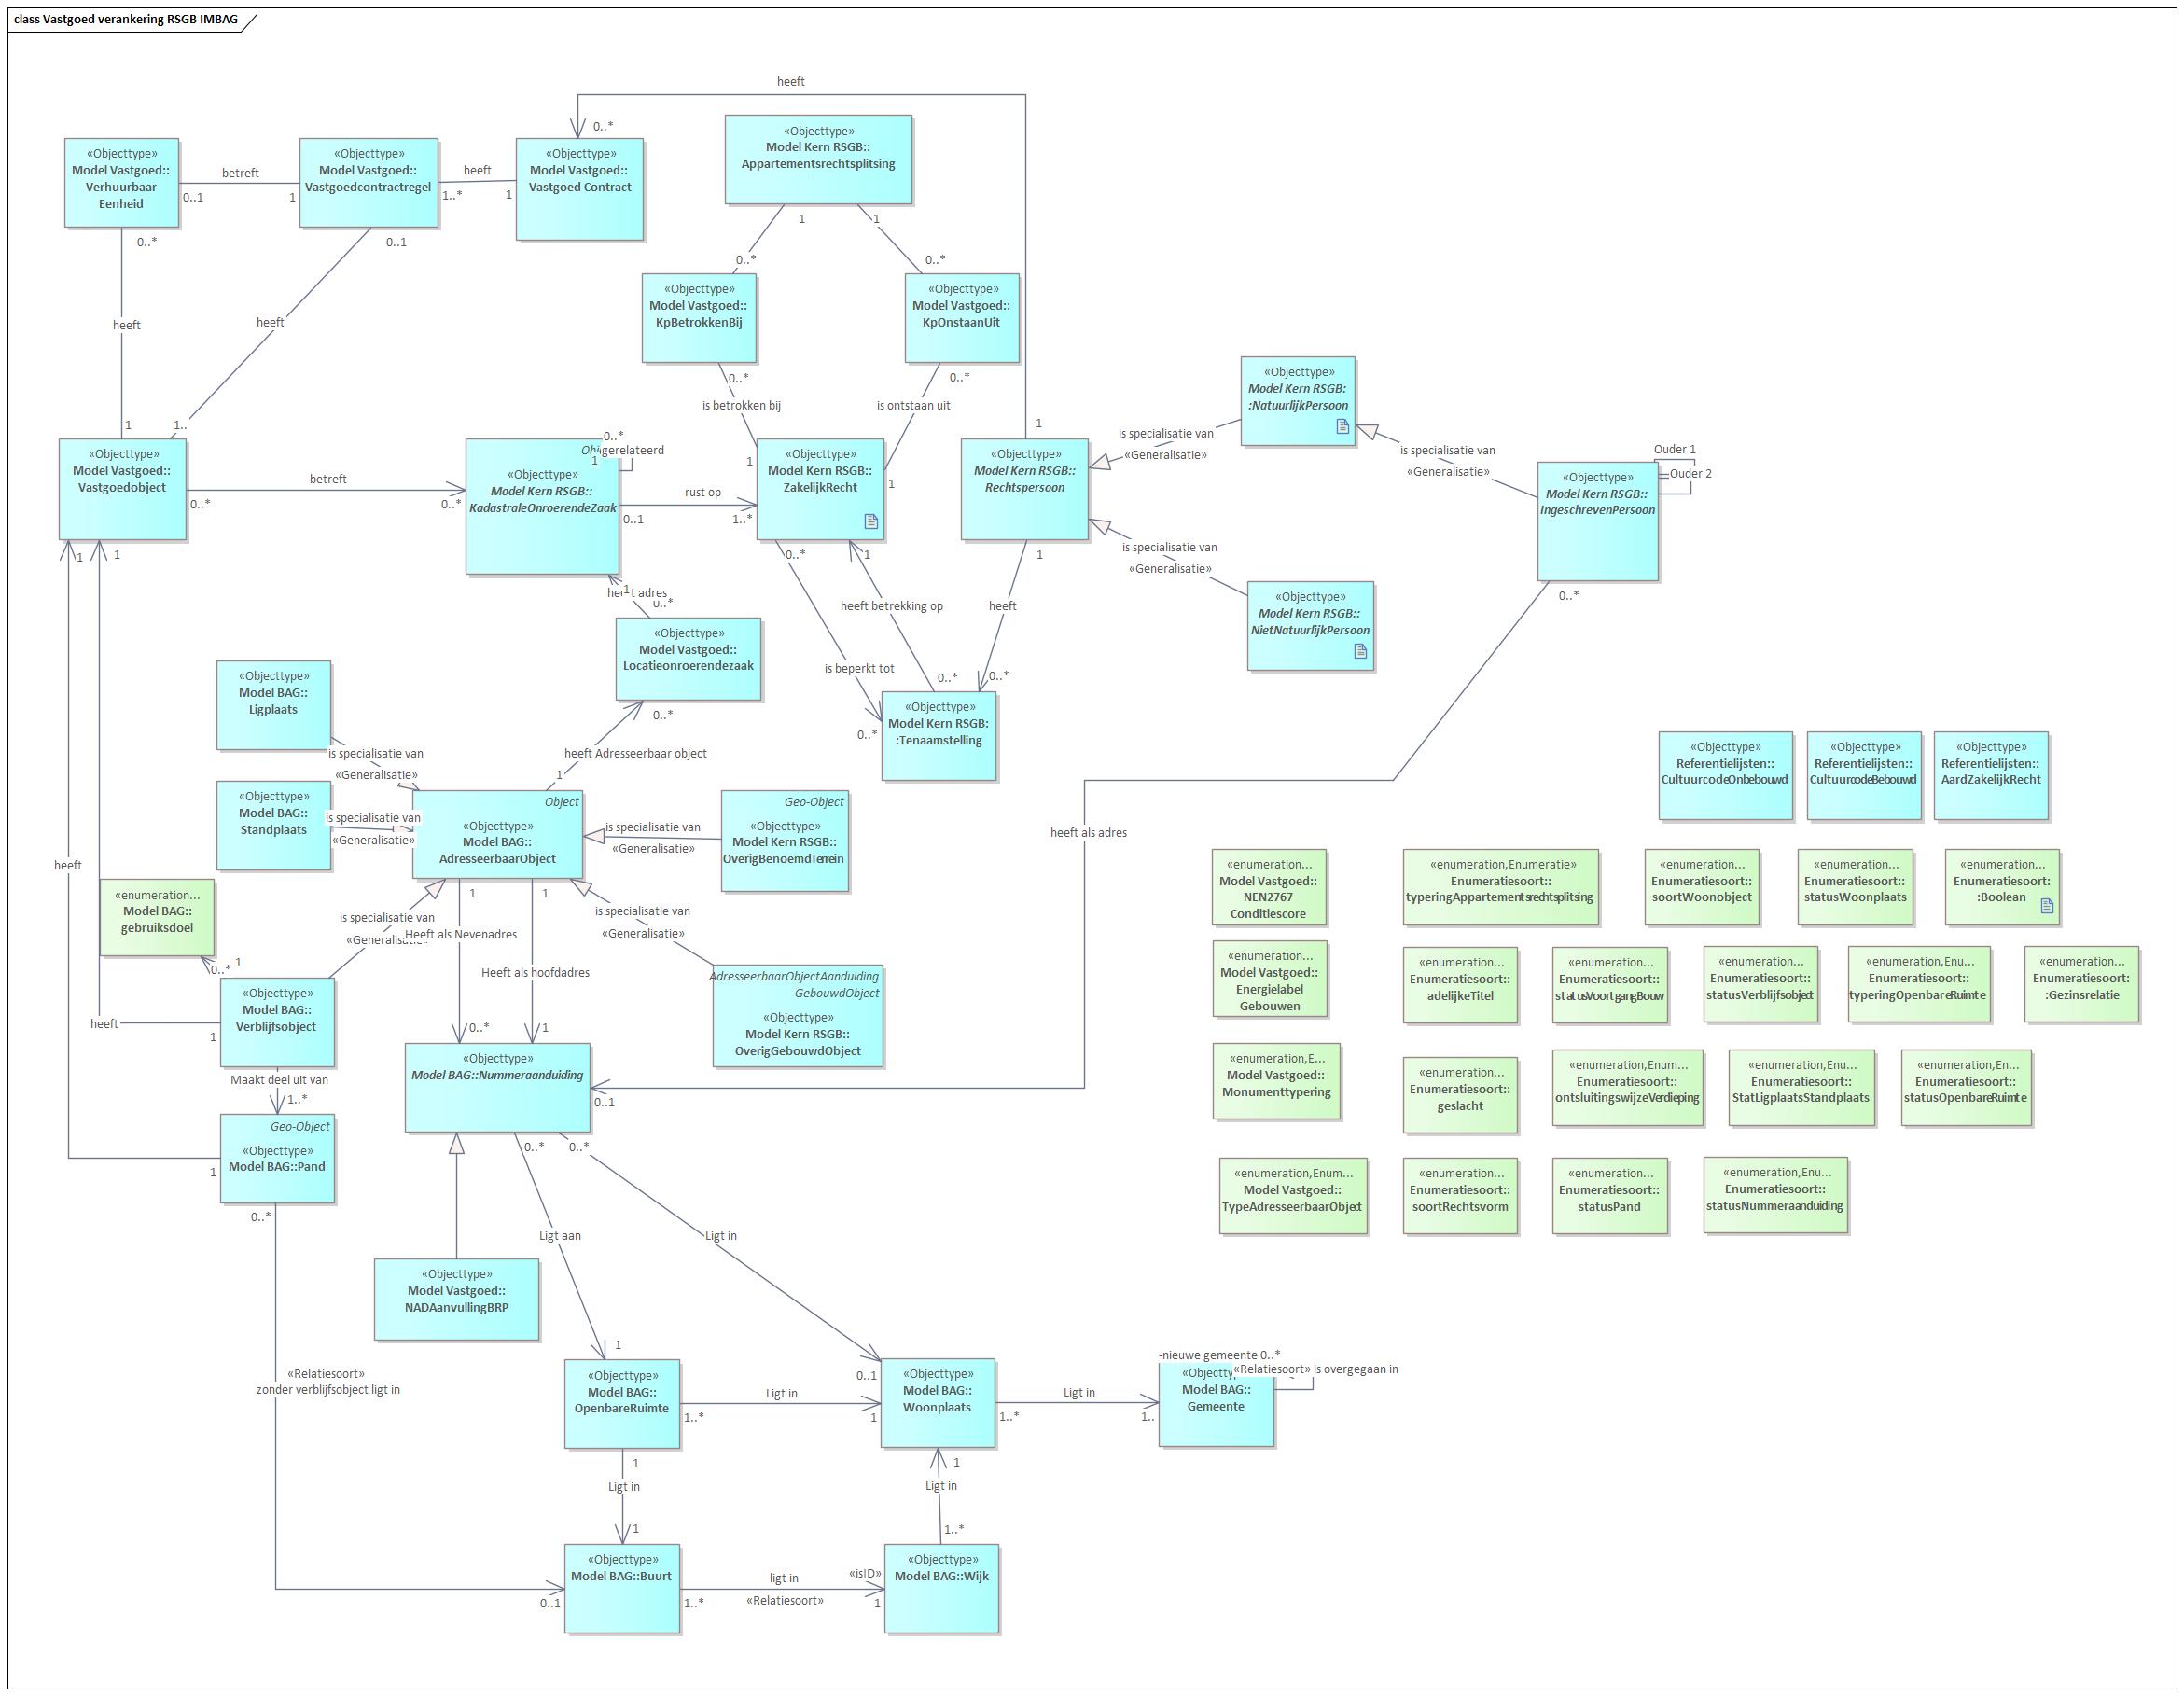 class Vastgoed verankering RSGB IMBAG
heeft
0..*
«Objecttype»
Model Vastgoed::
Verhuurbaar
Eenheid
betreft
0..1
1
«Objecttype»
Model Vastgoed::
Vastgoedcontractregel
heeft
1..*
1
«Objecttype»
Model Vastgoed::
Vastgoed Contract
«Objecttype»
Model Kern RSGB::
Appartementsrechtsplitsing
0..*
0..1
1
1
0..*
0..*
«Objecttype»
Model Vastgoed::
KpBetrokkenBij
«Objecttype»
Model Vastgoed::
KpOnstaanUit
heeft
heeft
0..*
0..*
is betrokken bij
is ontstaan uit
«Objecttype»
Model Kern RSGB:
:NatuurlijkPersoon
1
1..
1
is specialisatie van
«Generalisatie»
is specialisatie van
«Generalisatie»
Ouder 1
Ouder 2
«Objecttype»
Model Vastgoed::
Vastgoedobject
betreft
0..*
0..*
0..*
1
gerelateerd
«Objecttype»
Model Kern RSGB::
KadastraleOnroerendeZaak
rust op
0..1
1..*
1
1
«Objecttype»
Model Kern RSGB::
ZakelijkRecht
«Objecttype»
Model Kern RSGB::
Rechtspersoon
«Objecttype»
Model Kern RSGB::
IngeschrevenPersoon
1
1
0..*
1
1
is specialisatie van
«Generalisatie»
«Objecttype»
Model Kern RSGB::
NietNatuurlijkPersoon
0..*
1
heeft adres
0..*
heeft betrekking op
heeft
«Objecttype»
Model Vastgoed::
Locatieonroerendezaak
is beperkt tot
0..*
0..*
0..*
«Objecttype»
Model Kern RSGB:
:Tenaamstelling
«Objecttype»
Model BAG::
Ligplaats
is specialisatie van
«Generalisatie»
0..*
heeft Adresseerbaar object
1
«Objecttype»
Model BAG::
Standplaats
is specialisatie van
«Generalisatie»
Object
«Objecttype»
Model BAG::
AdresseerbaarObject
is specialisatie van
«Generalisatie»
Geo-Object
«Objecttype»
Model Kern RSGB::
OverigBenoemdTerrein
heeft als adres
«Objecttype»
Referentielijsten::
CultuurcodeOnbebouwd
«Objecttype»
Referentielijsten::
CultuurcodeBebouwd
«Objecttype»
Referentielijsten::
AardZakelijkRecht
heeft
«enumeration...
Model BAG::
gebruiksdoel
1
1
is specialisatie van
«Generalisatie»
Heeft als Nevenadres
is specialisatie van
«Generalisatie»
Heeft als hoofdadres
0..*
1
«Objecttype»
Model BAG::
Verblijfsobject
heeft
1
AdresseerbaarObjectAanduiding
GebouwdObject
«Objecttype»
Model Kern RSGB::
OverigGebouwdObject
0..*
1
Maakt deel uit van
1..*
«Objecttype»
Model BAG::Nummeraanduiding
0..1
Geo-Object
«Objecttype»
Model BAG::Pand
1
0..*
0..*
0..*
«enumeration...
Model Vastgoed::
NEN2767
Conditiescore
«enumeration,Enumeratie»
Enumeratiesoort::
typeringAppartementsrechtsplitsing
«enumeration...
Enumeratiesoort::
soortWoonobject
«enumeration...
Enumeratiesoort::
statusWoonplaats
«enumeration...
Enumeratiesoort:
:Boolean
«enumeration...
Model Vastgoed::
Energielabel
Gebouwen
«enumeration...
Enumeratiesoort::
adelijkeTitel
«enumeration...
Enumeratiesoort::
statusVoortgangBouw
«enumeration...
Enumeratiesoort::
statusVerblijfsobject
«enumeration,Enu...
Enumeratiesoort::
typeringOpenbareRuimte
«enumeration...
Enumeratiesoort:
:Gezinsrelatie
«enumeration,E...
Model Vastgoed::
Monumenttypering
«enumeration...
Enumeratiesoort::
geslacht
«enumeration,Enum...
Enumeratiesoort::
ontsluitingswijzeVerdieping
«enumeration,Enu...
Enumeratiesoort::
StatLigplaatsStandplaats
«enumeration,En...
Enumeratiesoort::
statusOpenbareRuimte
«enumeration,Enum...
Model Vastgoed::
TypeAdresseerbaarObject
«enumeration...
Enumeratiesoort::
soortRechtsvorm
«enumeration...
Enumeratiesoort::
statusPand
«enumeration,Enu...
Enumeratiesoort::
statusNummeraanduiding
Ligt aan
Ligt in
«Objecttype»
Model Vastgoed::
NADAanvullingBRP
1
0..1
«Relatiesoort»
zonder verblijfsobject ligt in
«Objecttype»
Model BAG::
OpenbareRuimte
Ligt in
1..*
1
«Objecttype»
Model BAG::
Woonplaats
Ligt in
1..*
1..
-nieuwe gemeente 0..*
«Relatiesoort» is overgegaan in
Model BAG::
Gemeente
1
Ligt in
1
1
Ligt in
1..*
«Objecttype»
Model BAG::Buurt
0..1
ligt in
«Relatiesoort»
1..*
«isID»
1
«Objecttype»
Model BAG::Wijk